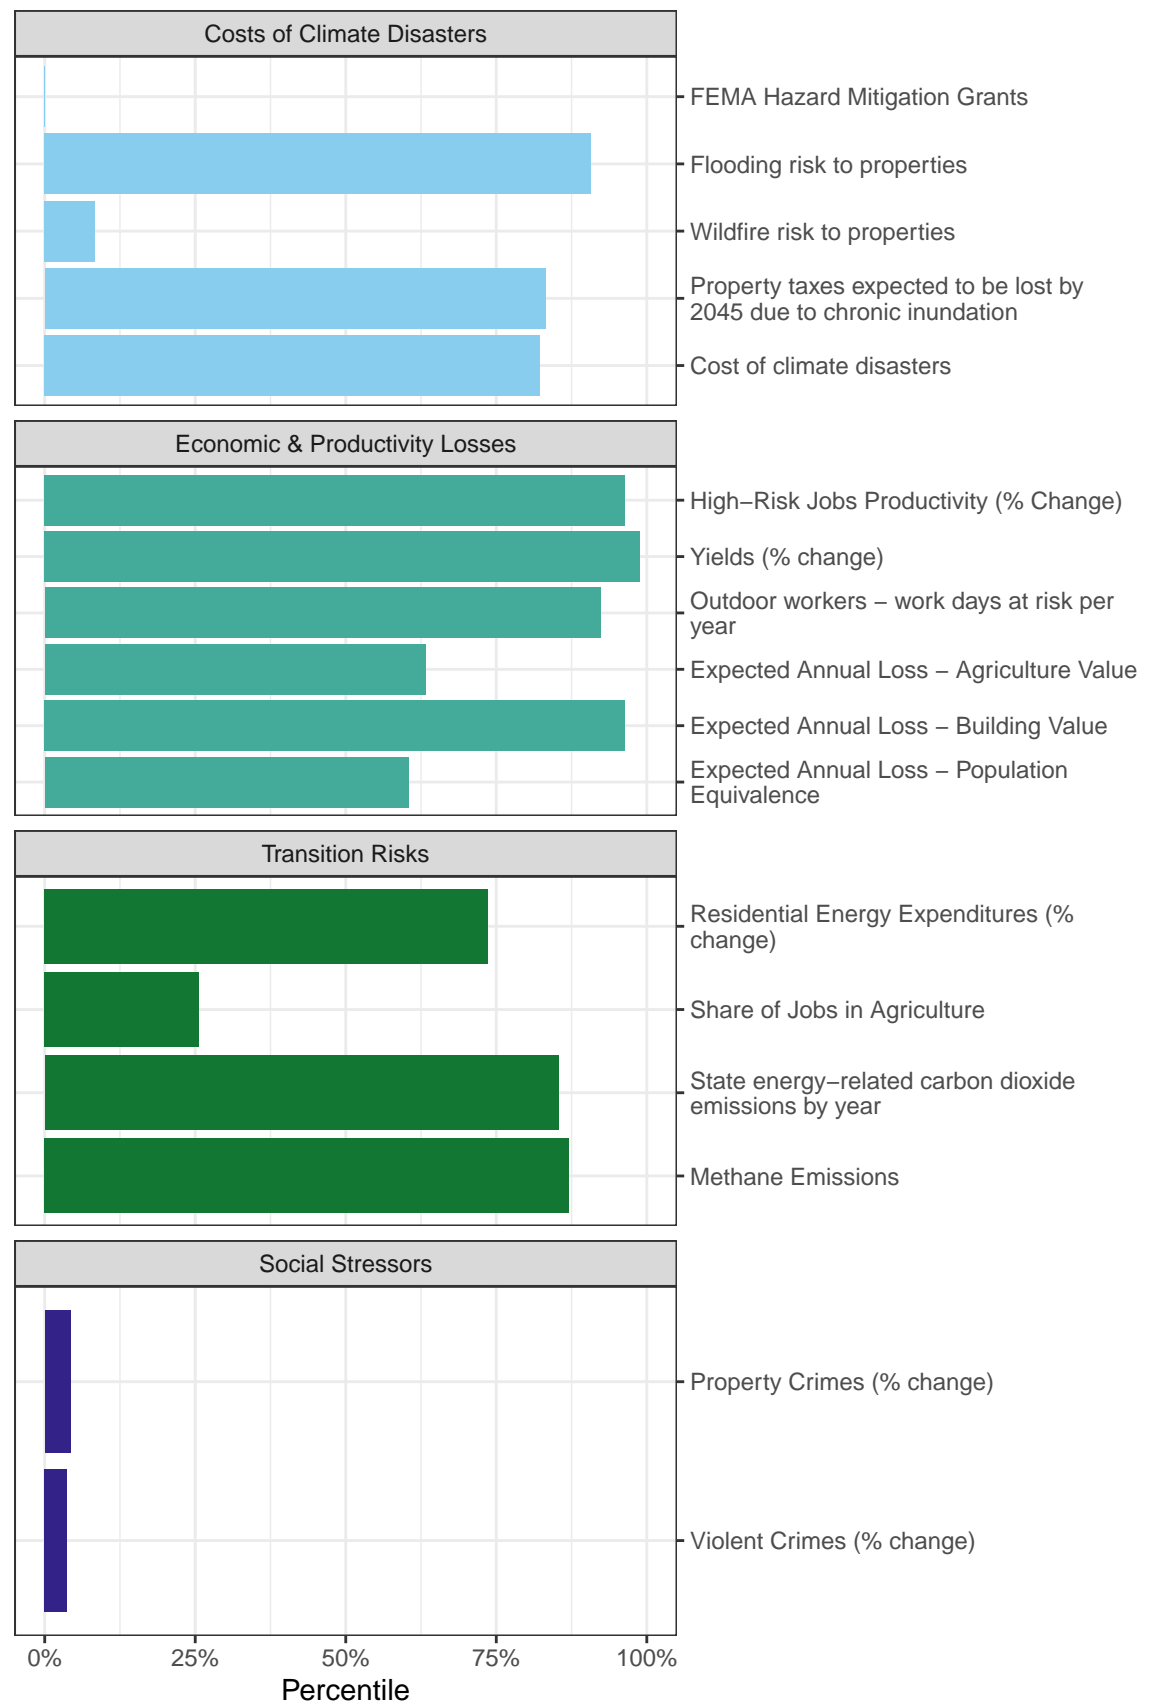 Costs of Climate Disasters
FEMA Hazard Mitigation Grants
Flooding risk to properties
Wildfire risk to properties
Property taxes expected to be lost by
2045 due to chronic inundation
Cost of climate disasters
Economic & Productivity Losses
High−Risk Jobs Productivity (% Change)
Yields (% change)
Outdoor workers − work days at risk per
year
Expected Annual Loss − Agriculture Value
Expected Annual Loss − Building Value
Expected Annual Loss − Population
Equivalence
Transition Risks
Residential Energy Expenditures (%
change)
Share of Jobs in Agriculture
State energy−related carbon dioxide
emissions by year
Methane Emissions
Social Stressors
Property Crimes (% change)
Violent Crimes (% change)
0% 25% 50% 75% 100%
Percentile